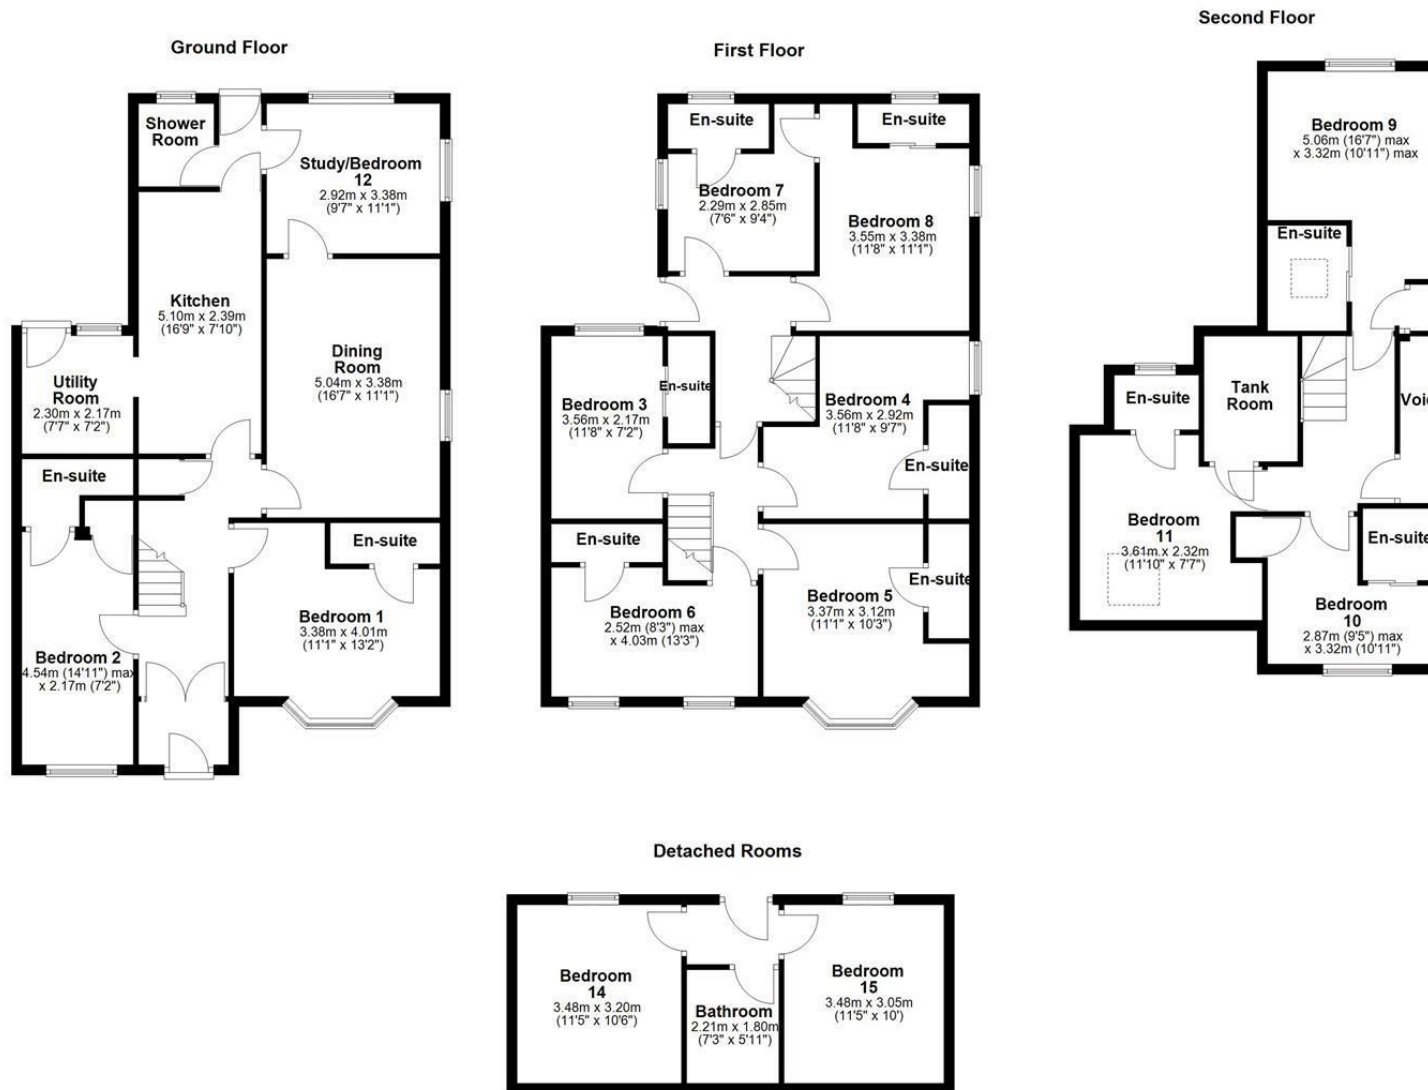 Ground Floor
Shower
Room
Study/Bedroom
12
2.92m x 3.38m
(9'7" x 11'1")
Kitchen
5.10m x 2.39m
(16'9" x 7'10")
Dining
Room
5.04m x 3.38m
(16'7" x 11'1")
Utility
Room
2.30m x 2.17m
(7'7" x 7'2")
En-suite
En-suite
Bedroom 1
3.38m x 4.01m
(11'1" x 13'2")
Bedroom 2
4.54m (14'11") max
x 2.17m (7'2")
First Floor
En-suite
En-suite
Bedroom 7
2.29m x 2.85m
(7'6" x 9'4")
Bedroom 8
3.55m x 3.38m
(11'8" x 11'1")
En-suite
Bedroom 3
3.56m x 2.17m
(11'8" x 7'2")
Bedroom 4
3.56m x 2.92m
(11'8" x 9'7")
En-suite
En-suite
En-suite
Bedroom 5
3.37m x 3.12m
(11'1" x 10'3")
Bedroom 6
2.52m (8'3") max
x 4.03m (13'3")
Second Floor
Bedroom 9
5.06m (16'7") max
x 3.32m (10'11") max
En-suite
En-suite
Tank
Room
Void
Bedroom
11
3.61m x 2.32m
(11'10" x 7'7")
En-suite
Bedroom
10
2.87m (9'5") max
x 3.32m (10'11")
Detached Rooms
Bedroom
14
3.48m x 3.20m
(11'5" x 10'6")
Bathroom
2.21m x 1.80m
(7'3" x 5'11")
Bedroom
15
3.48m x 3.05m
(11'5" x 10')